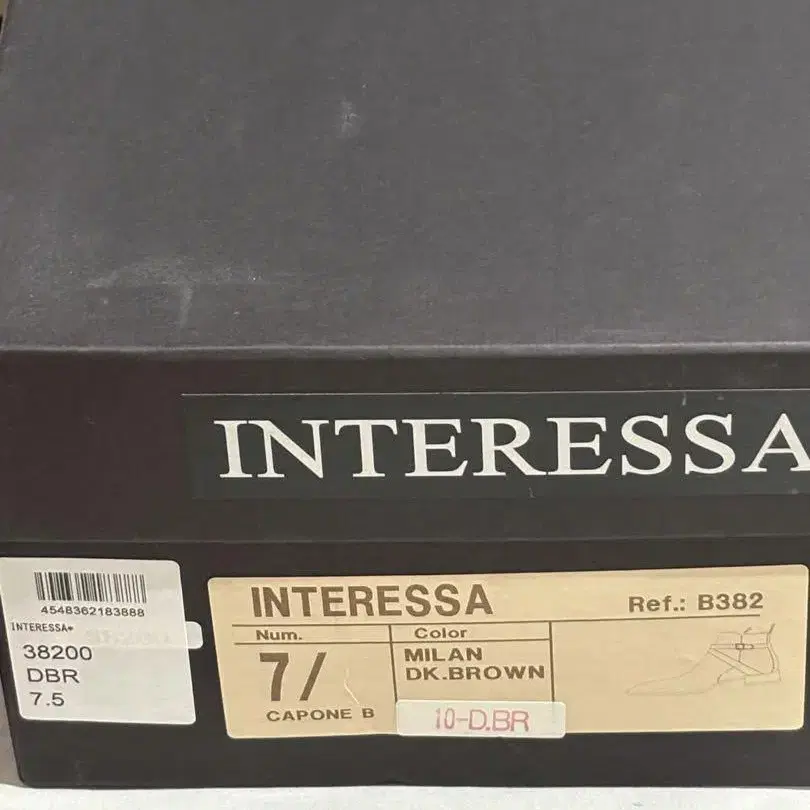 INTERESSA
4548362183888
INTERESSA*
38200
DBR
7.5
INTERESSA
Ref.: B382
Num.
Color
7/
MILAN
DK.BROWN
CAPONE B
10-D.BR